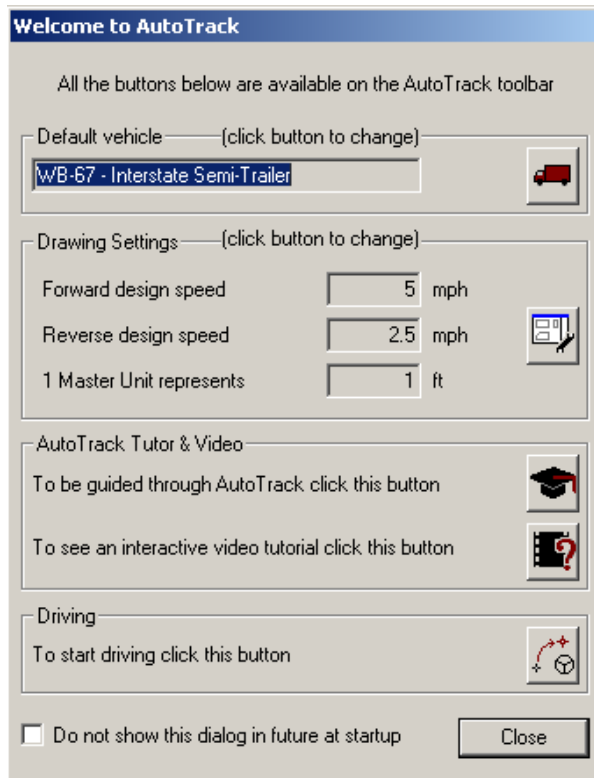 Welcome to AutoTrack
All the buttons below are available on the AutoTrack toolbar
Default vehicle (click button to change)
WB-67 - Interstate Semi-Trailer
Drawing Settings (click button to change)
Forward design speed 5 mph
Reverse design speed 2.5 mph
1 Master Unit represents 1 ft
AutoTrack Tutor & Video
To be guided through AutoTrack click this button
To see an interactive video tutorial click this button
Driving
To start driving click this button
Do not show this dialog in future at startup Close